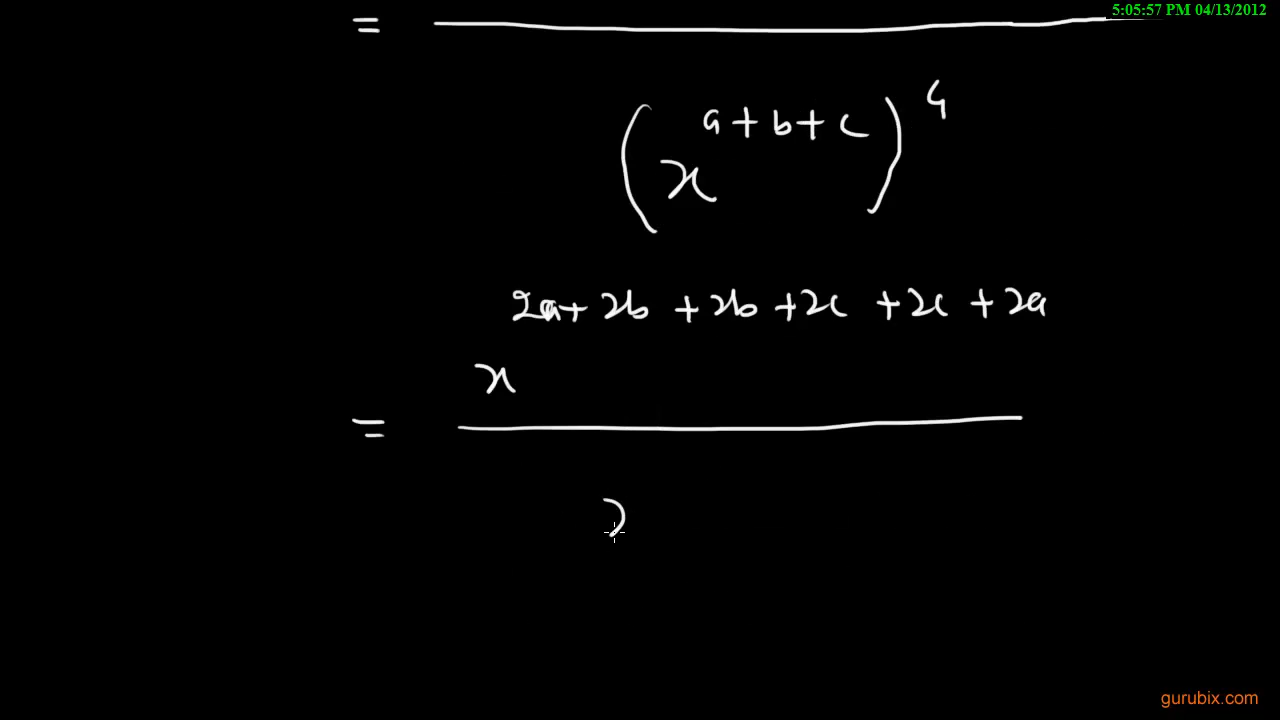 5:05:57 PM 04/13/2012
=
(x^{a+b+c})^4
x^{2a+2b+2b+2c+2c+2a}
=
gurubix.com